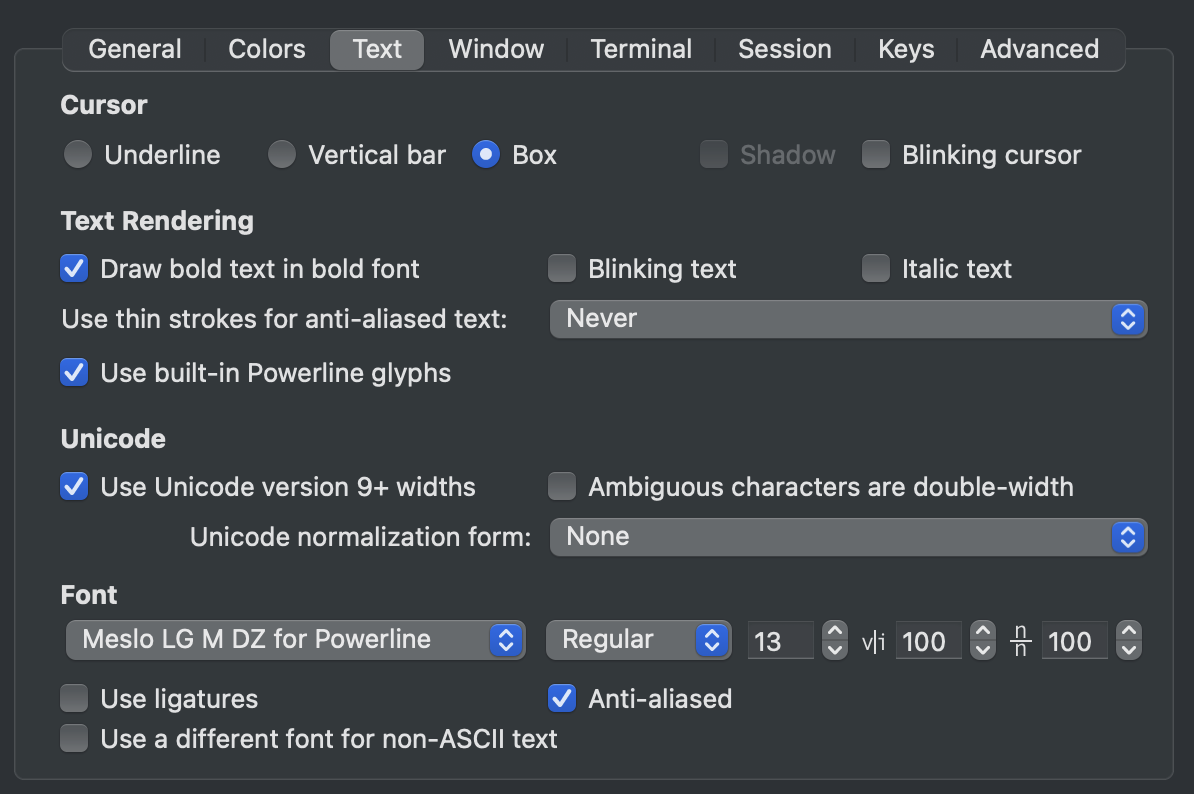 General Colors Text Window Terminal Session Keys Advanced
Cursor
Underline Vertical bar Box Shadow Blinking cursor
Text Rendering
Draw bold text in bold font Blinking text Italic text
Use thin strokes for anti-aliased text: Never
Use built-in Powerline glyphs
Unicode
Use Unicode version 9+ widths Ambiguous characters are double-width
Unicode normalization form: None
Font
Meslo LG M DZ for Powerline Regular 13 v|i 100 n/n 100
Use ligatures Anti-aliased
Use a different font for non-ASCII text